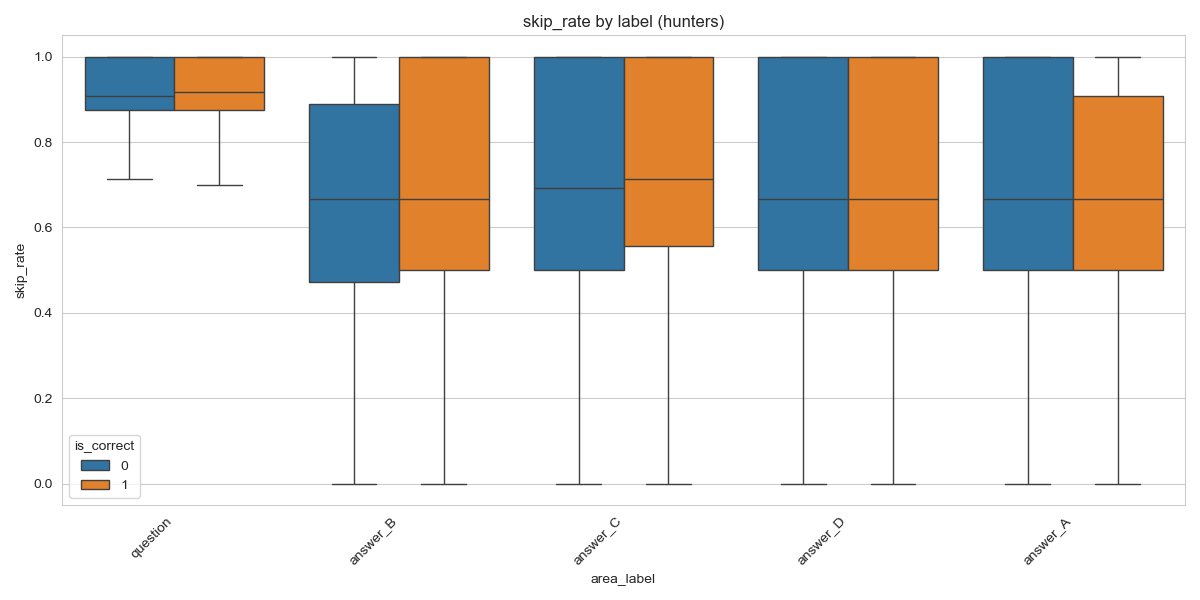 skip_rate by label (hunters)
skip_rate
1.0
0.8
0.6
0.4
0.2
0.0
is_correct
0
1
question
answer_B
answer_C
answer_D
answer_A
area_label